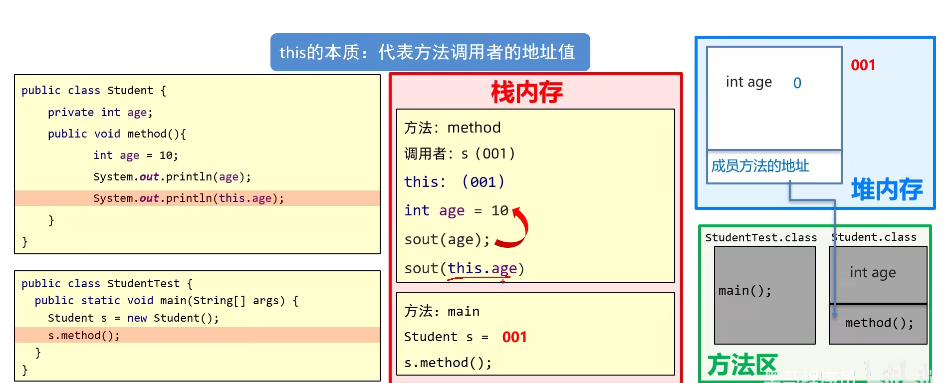 this的本质：代表方法调用者的地址值
public class Student {
private int age;
public void method(){
int age = 10;
System.out.println(age);
System.out.println(this.age);
}
}
public class StudentTest {
public static void main(String[] args) {
Student s = new Student();
s.method();
}
}
栈内存
方法：method
调用者：s（001）
this：（001）
int age = 10
sout(age);
sout(this.age)
方法：main
Student s = 001
s.method();
int age 0
001
成员方法的地址
堆内存
StudentTest.class
Student.class
main();
int age
method();
方法区